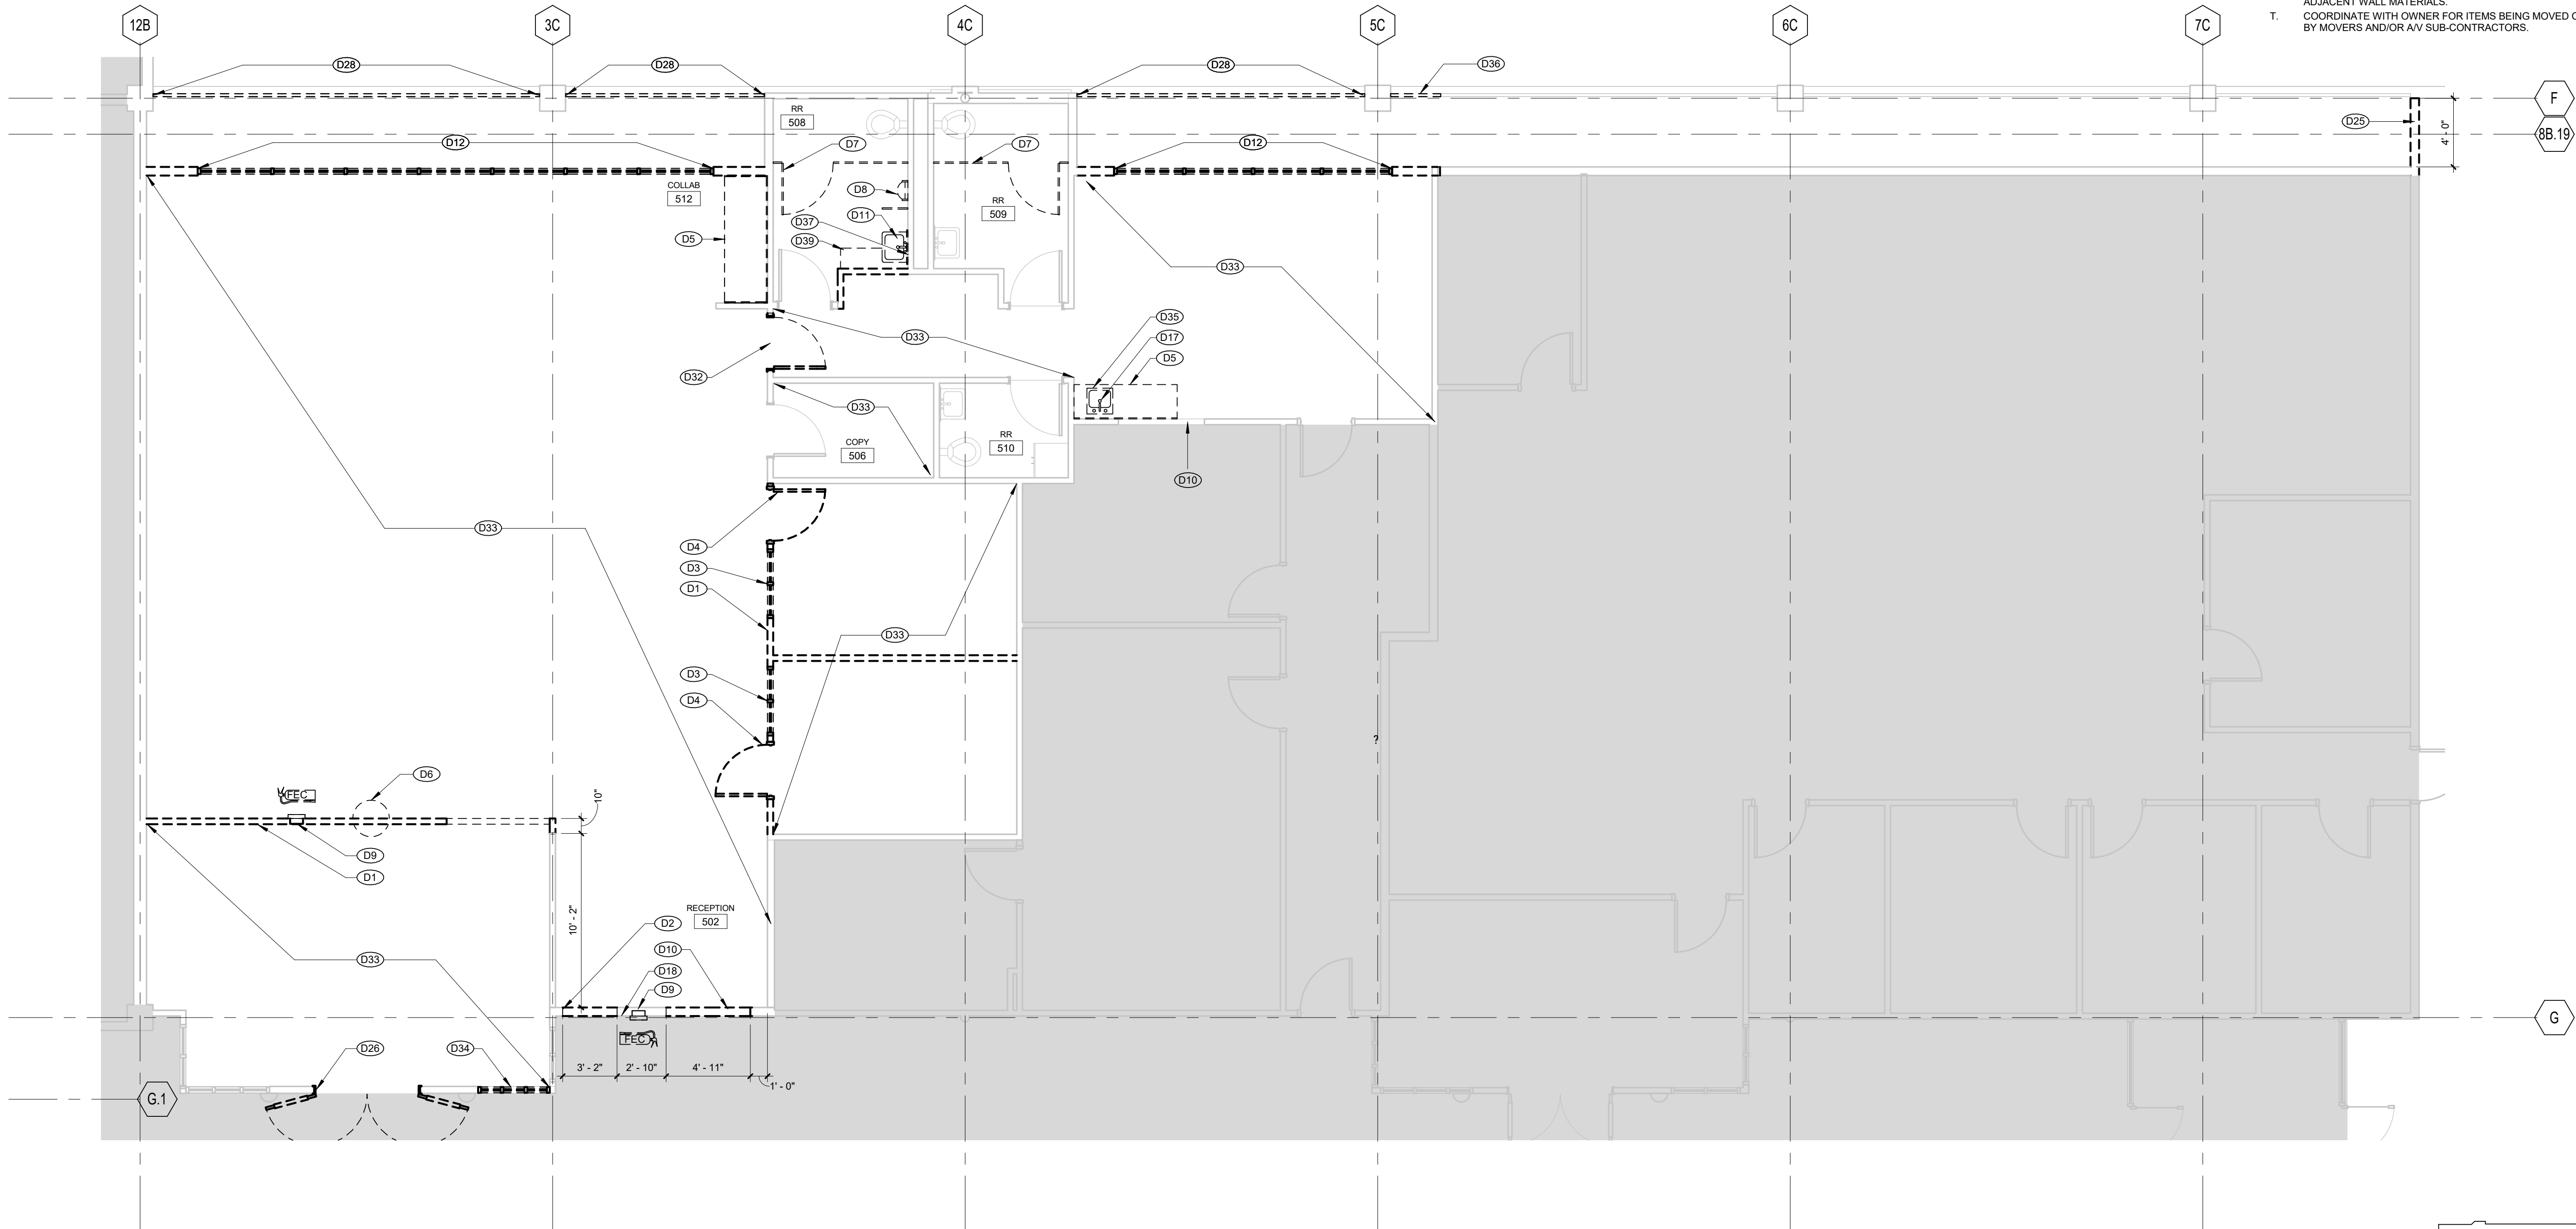 ADJACENT WALL MATERIALS.
T. COORDINATE WITH OWNER FOR ITEMS BEING MOVED
BY MOVERS AND/OR A/V SUB-CONTRACTORS.
12B
3C
4C
5C
6C
7C
D28
D28
D28
D36
F
8B.19
4' - 0"
D25
RR
508
D7
D7
D12
D12
D8
COLLAB
512
D11
RR
509
D37
D5
D39
D33
D35
D17
D33
D5
D32
D33
COPY
506
RR
510
D10
D33
D4
D3
D1
D33
D3
D4
?
D6
FEC
10"
D9
D1
RECEPTION
502
D2
10' - 2"
D10
D33
D18
D9
G
FEC
D26
D34
3' - 2"
2' - 10"
4' - 11"
1' - 0"
G.1